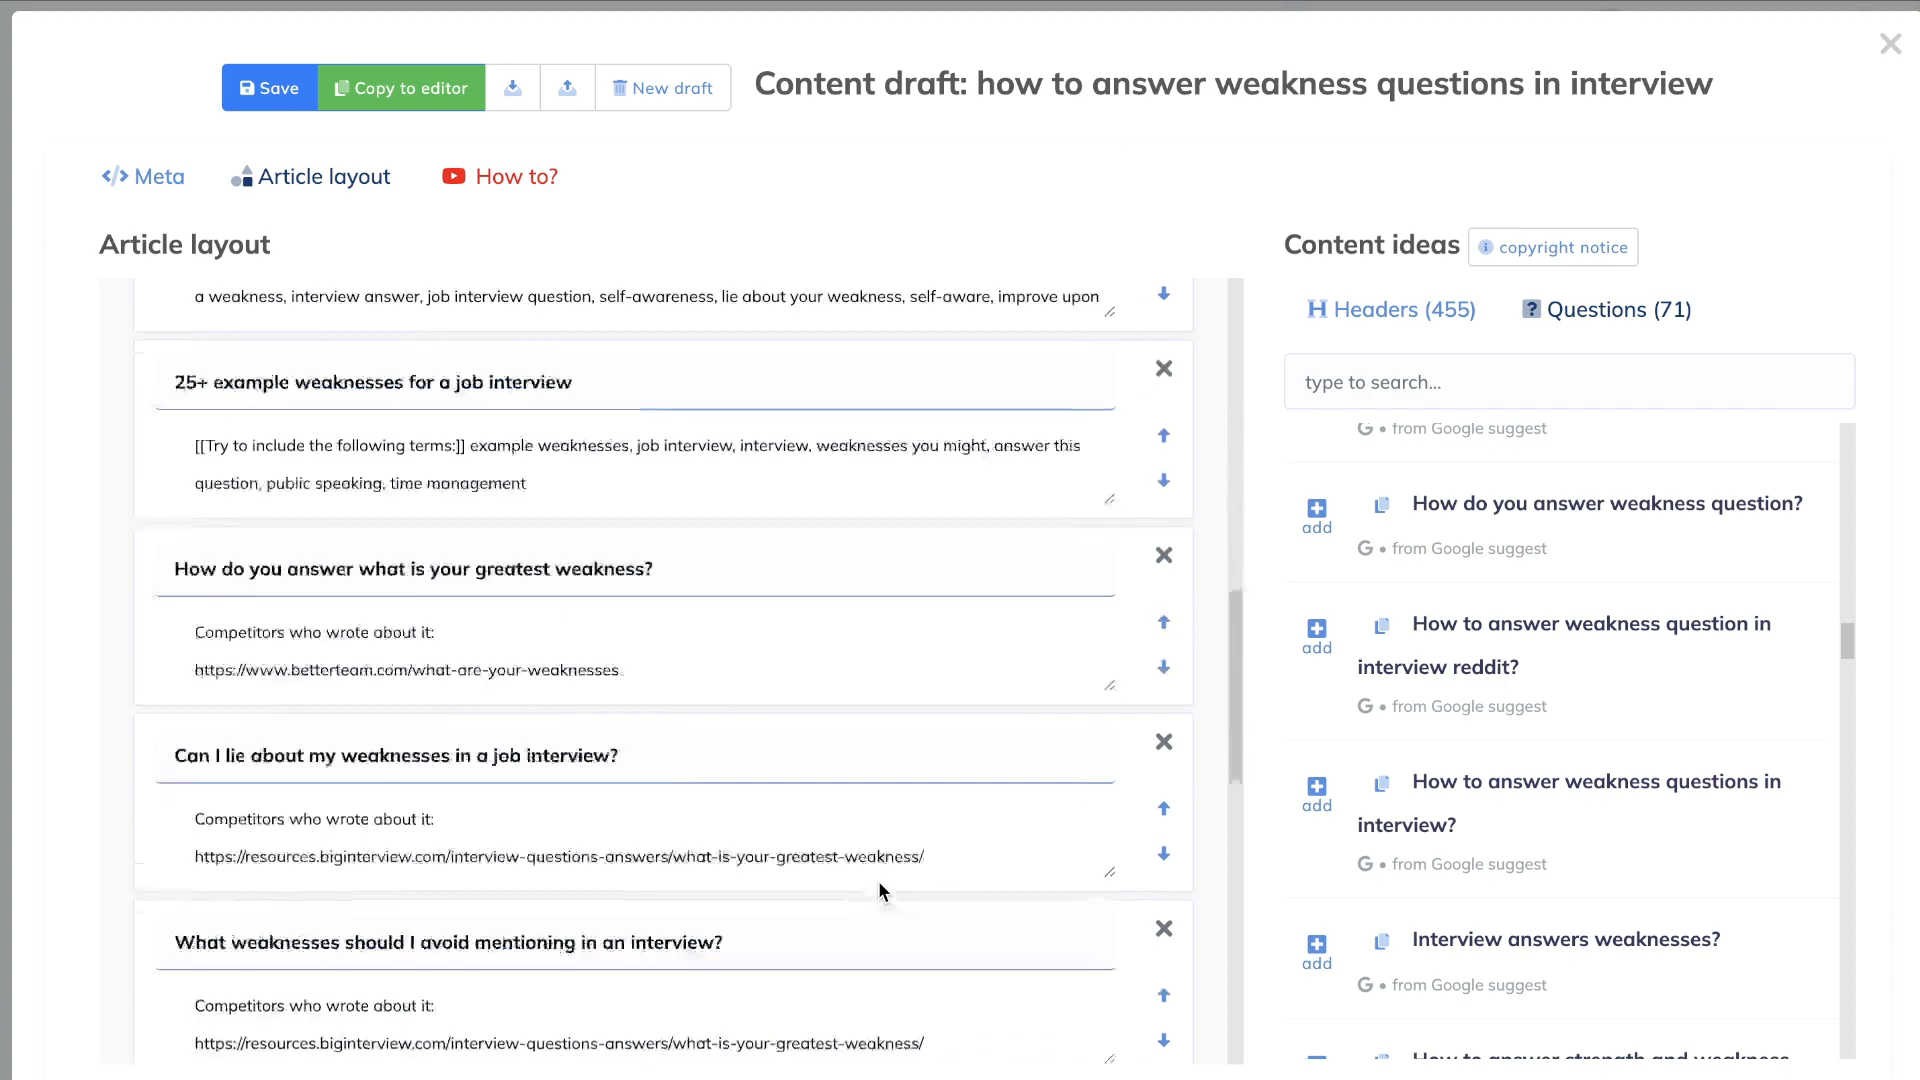 Save
Copy to editor
New draft
Content draft: how to answer weakness questions in interview
Meta
Article layout
How to?
Article layout
a weakness, interview answer, job interview question, self-awareness, lie about your weakness, self-aware, improve upon
25+ example weaknesses for a job interview
[[Try to include the following terms:]] example weaknesses, job interview, interview, weaknesses you might, answer this
question, public speaking, time management
How do you answer what is your greatest weakness?
Competitors who wrote about it:
https://www.betterteam.com/what-are-your-weaknesses
Can I lie about my weaknesses in a job interview?
Competitors who wrote about it:
https://resources.biginterview.com/interview-questions-answers/what-is-your-greatest-weakness/
What weaknesses should I avoid mentioning in an interview?
Competitors who wrote about it:
https://resources.biginterview.com/interview-questions-answers/what-is-your-greatest-weakness/
Content ideas
copyright notice
Headers (455)
Questions (71)
type to search...
G • from Google suggest
add
How do you answer weakness question?
G • from Google suggest
add
How to answer weakness question in
interview reddit?
G • from Google suggest
add
How to answer weakness questions in
interview?
G • from Google suggest
add
Interview answers weaknesses?
G • from Google suggest
How to answer strength and weakness